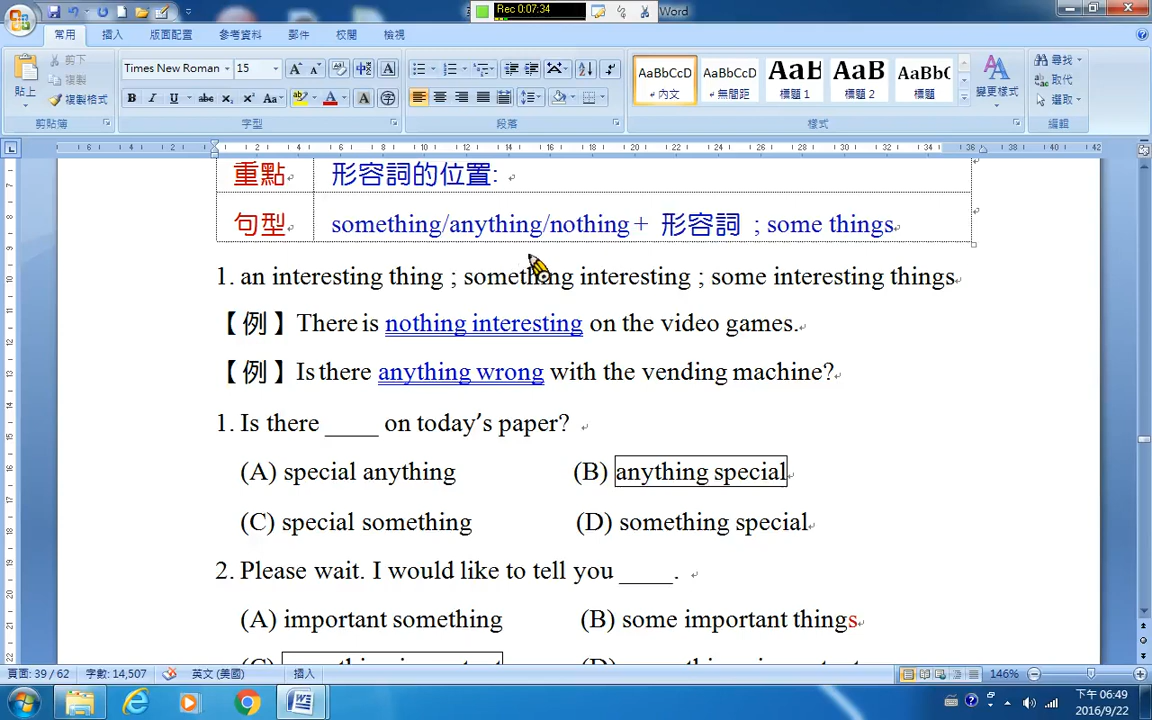 Rec 0:07:34
Word
常用 插入 版面配置 參考資料 郵件 校閱 檢視
貼上
剪下
複製
複製格式
剪貼簿
Times New Roman 15
字型
段落
AaBbCcD
內文
AaBbCcD
無間距
標題 1
AaB
標題 2
AaBb(
標題
變更樣式
樣式
尋找
取代
選取
編輯
重點 形容詞的位置:
句型 something/anything/nothing + 形容詞 ; some things
1. an interesting thing ; something interesting ; some interesting things
【例】There is nothing interesting on the video games.
【例】Is there anything wrong with the vending machine?
1. Is there ____ on today's paper?
(A) special anything (B) anything special
(C) special something (D) something special
2. Please wait. I would like to tell you ____.
(A) important something (B) some important things
頁面: 39 / 62 字數: 14,507 英文 (美國) 插入 146%
下午 06:49
2016/9/22